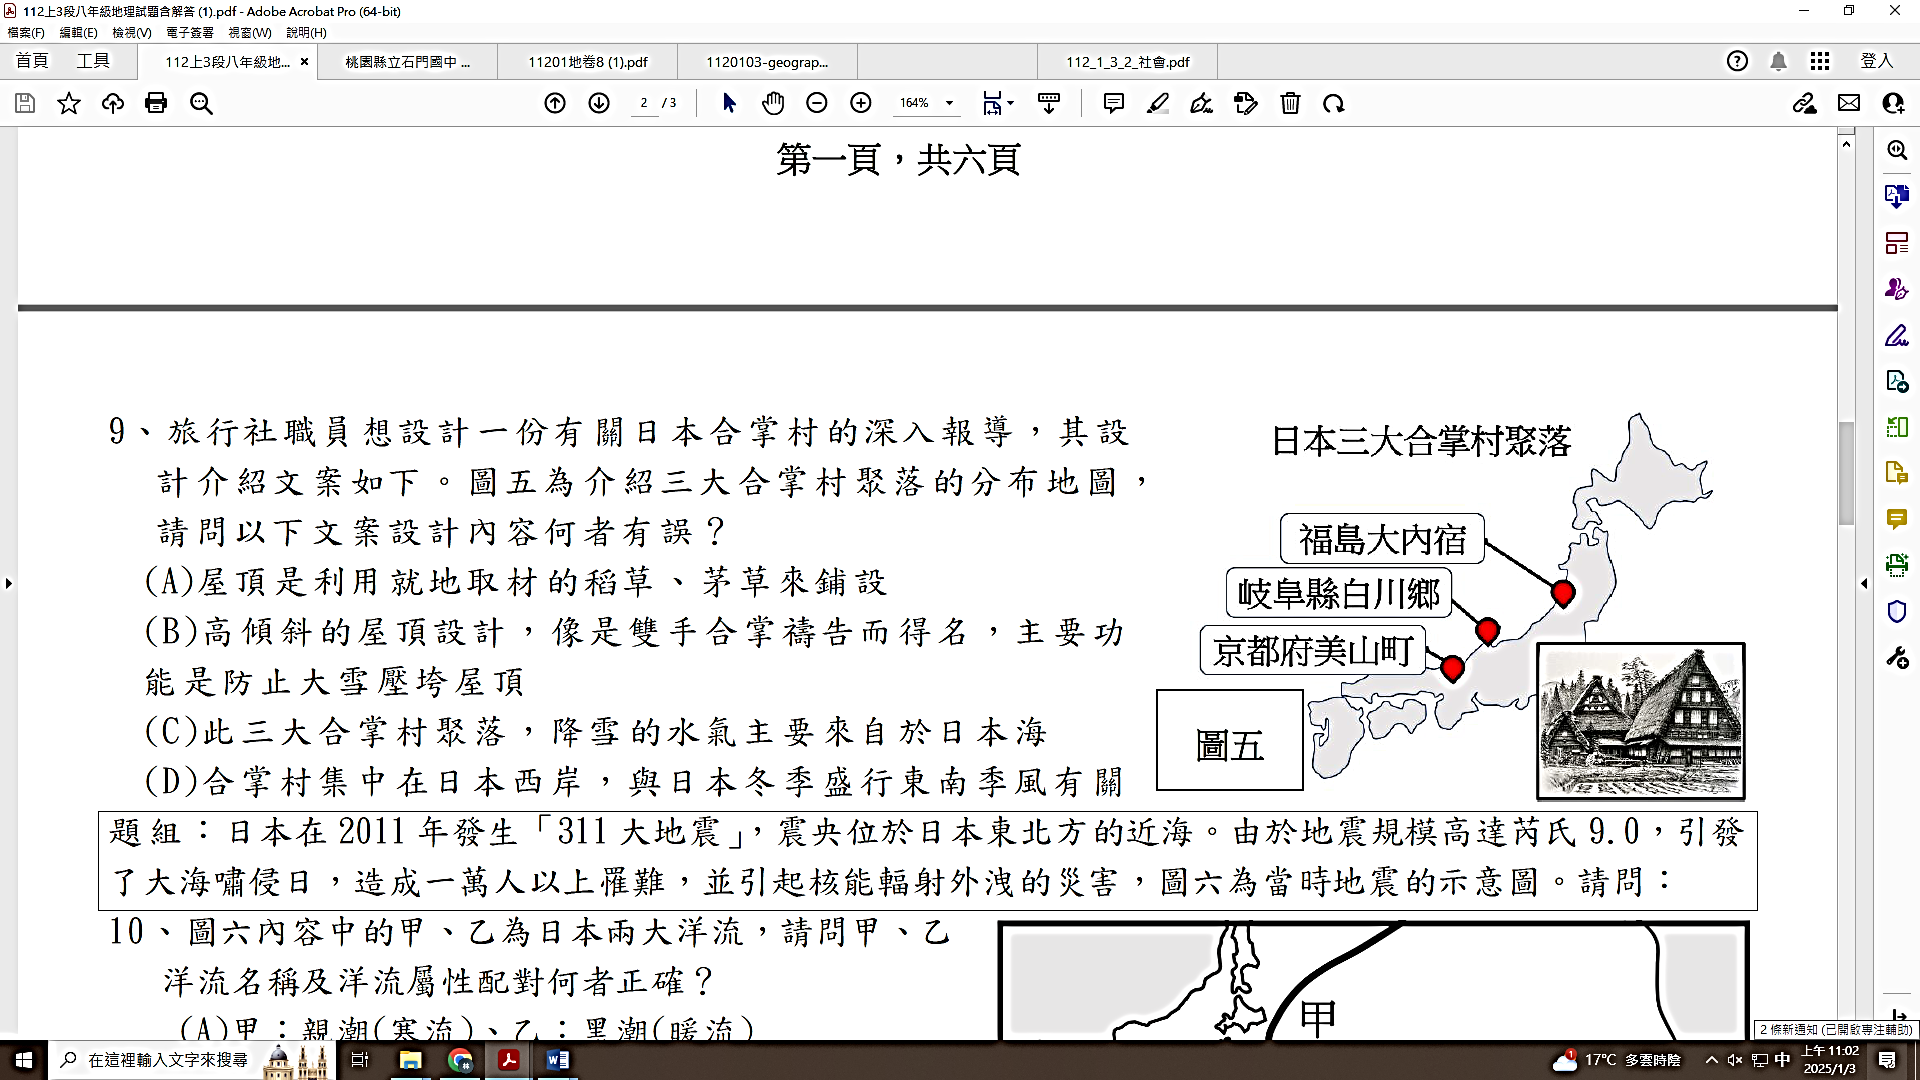 112上3段八年級地理試題含解答 (1).pdf - Adobe Acrobat Pro (64-bit)
檔案(F) 編輯(E) 檢視(V) 電子簽署 視窗(W) 說明(H)
首頁 工具 112上3段八年級地... × 桃園縣立石門國中 ... 11201地卷8 (1).pdf 1120103-geograp... 112_1_3_2_社會.pdf 登入
2 / 3 164%
第一頁，共六頁
9、旅行社職員想設計一份有關日本合掌村的深入報導，其設
計介紹文案如下。圖五為介紹三大合掌村聚落的分布地圖，
請問以下文案設計內容何者有誤？
(A)屋頂是利用就地取材的稻草、茅草來鋪設
(B)高傾斜的屋頂設計，像是雙手合掌禱告而得名，主要功
能是防止大雪壓垮屋頂
(C)此三大合掌村聚落，降雪的水氣主要來自於日本海
(D)合掌村集中在日本西岸，與日本冬季盛行東南季風有關
日本三大合掌村聚落
福島大內宿
岐阜縣白川鄉
京都府美山町
圖五
題組：日本在 2011 年發生「311 大地震」，震央位於日本東北方的近海。由於地震規模高達芮氏 9.0，引發
了大海嘯侵日，造成一萬人以上罹難，並引起核能輻射外洩的災害，圖六為當時地震的示意圖。請問：
10、圖六內容中的甲、乙為日本兩大洋流，請問甲、乙
洋流名稱及洋流屬性配對何者正確？
(A)甲：親潮(寒流)、乙：黑潮(暖流)
甲
2 條新通知 (已開啟專注輔助)
在這裡輸入文字來搜尋
1 17°C 多雲時陰 中 上午 11:02
2025/1/3